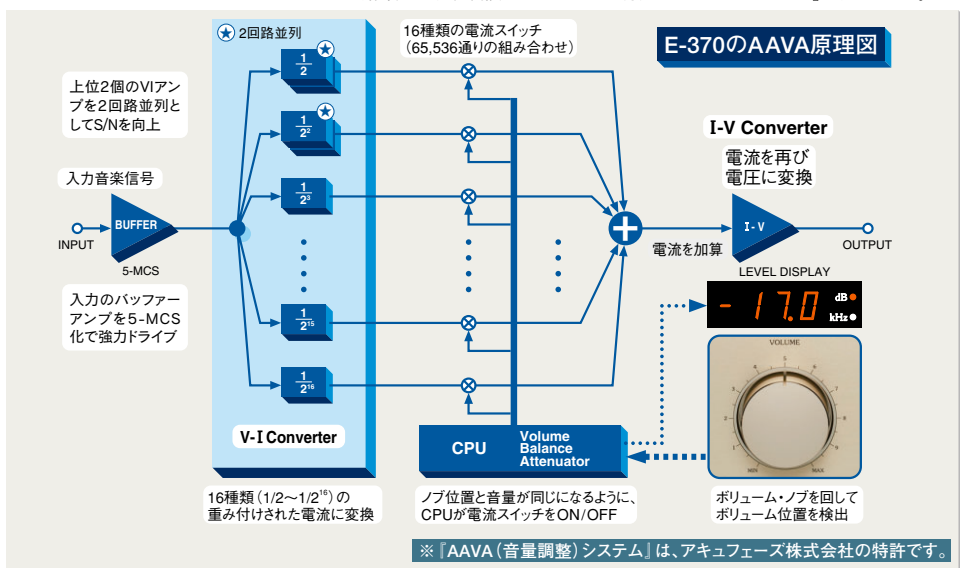 E-370のAAVA原理図
2回路並列
16種類の電流スイッチ
（65,536通りの組み合わせ）
上位2個のVIアン
プを2回路並列と
してS/Nを向上
1/2
1/2²
1/2³
1/2¹⁵
1/2¹⁶
入力音楽信号
INPUT
BUFFER
5-MCS
入力のバッファー
アンプを5-MCS
化で強力ドライブ
V-I Converter
16種類（1/2〜1/2¹⁶）の
重み付けされた電流に変換
I-V Converter
電流を再び
電圧に変換
電流を加算
I-V
OUTPUT
LEVEL DISPLAY
-17.0
dB
kHz
VOLUME
1
3
4
5
6
7
8
9
MIN
MAX
CPU
Volume
Balance
Attenuator
ノブ位置と音量が同じになるように、
CPUが電流スイッチをON/OFF
ボリューム・ノブを回して
ボリューム位置を検出
※『AAVA（音量調整）システム』は、アキュフェーズ株式会社の特許です。